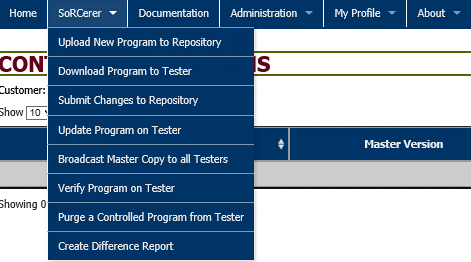 Home SoRCerer Documentation Administration My Profile About
Upload New Program to Repository
Download Program to Tester
Submit Changes to Repository
Update Program on Tester
Broadcast Master Copy to all Testers
Verify Program on Tester
Purge a Controlled Program from Tester
Create Difference Report
Customer:
Show 10
Master Version
Showing 0